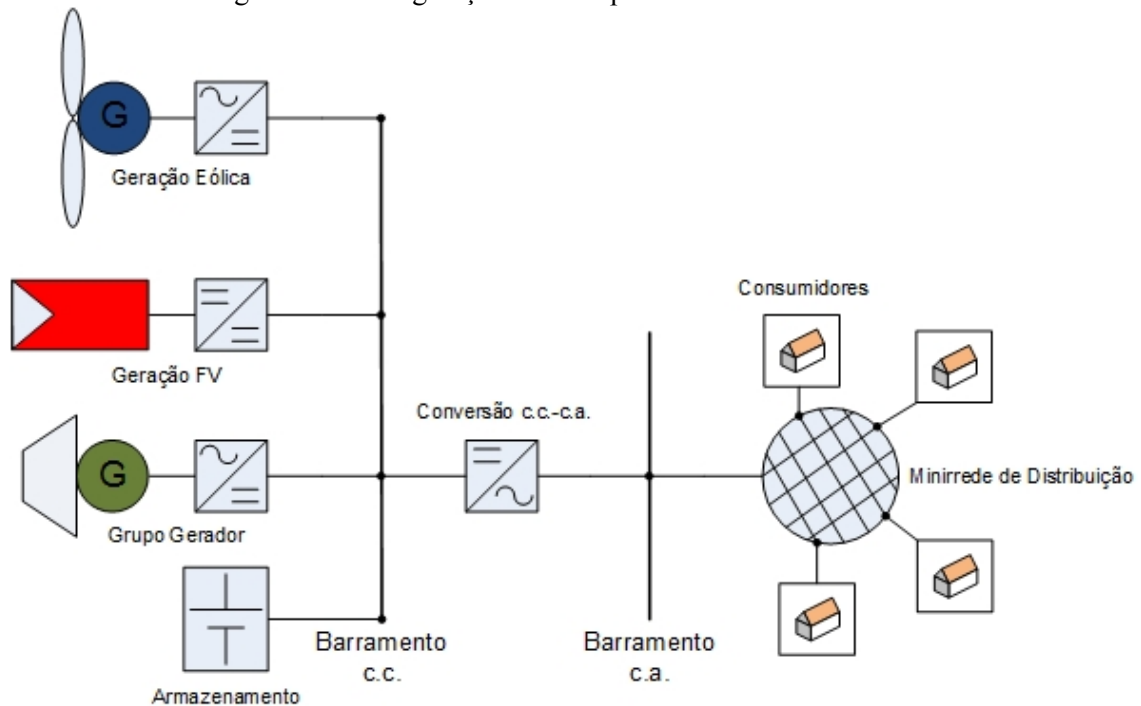 G
Geração Eólica
Geração FV
G
Grupo Gerador
Armazenamento
Barramento
c.c.
Conversão c.c.-c.a.
Barramento
c.a.
Consumidores
Minirrede de Distribuição